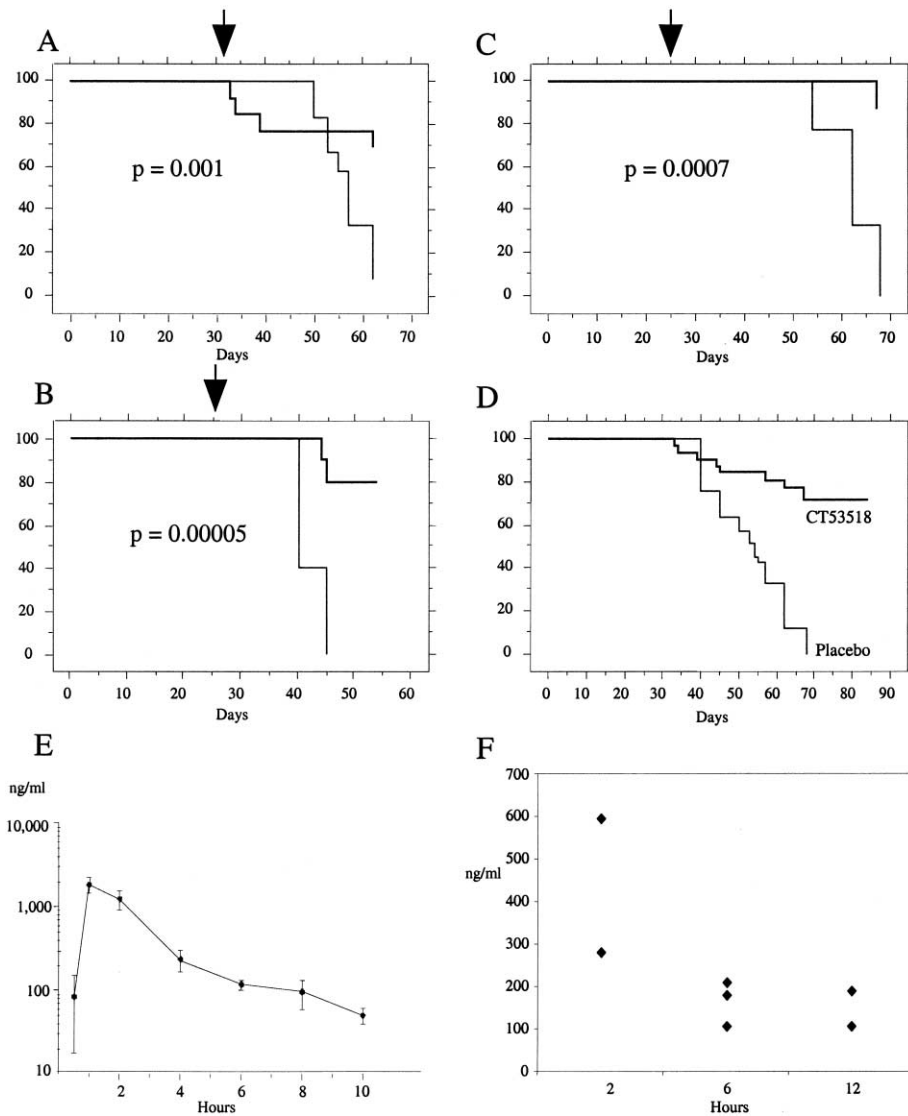 A
100
80
60
40
20
0
p = 0.001
0 10 20 30 40 50 60 70
Days
C
100
80
60
40
20
0
p = 0.0007
0 10 20 30 40 50 60 70
Days
B
100
80
60
40
20
0
p = 0.00005
0 10 20 30 40 50 60
Days
D
100
80
60
40
20
0
CT53518
Placebo
0 10 20 30 40 50 60 70 80 90
Days
E
ng/ml
10,000
1,000
100
10
2 4 6 8 10
Hours
F
700
600
500
ng/ml
400
300
200
100
0
2 6 12
Hours